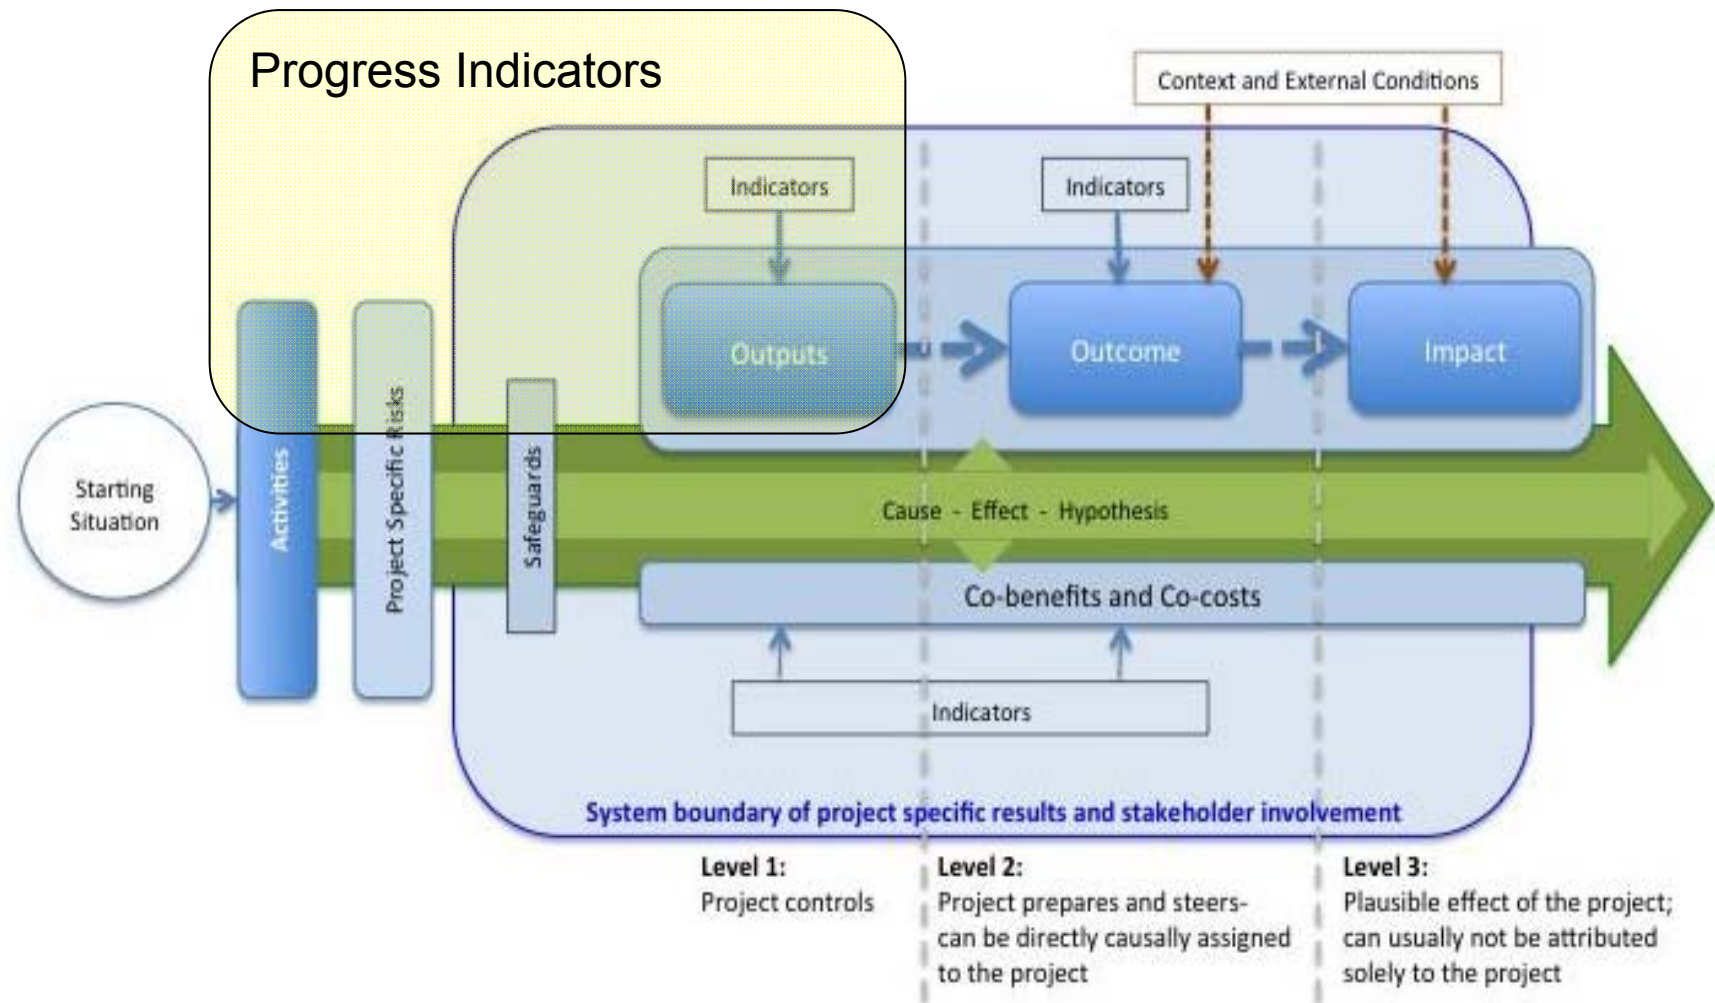 Progress Indicators
Context and External Conditions
Indicators
Indicators
Outputs
Outcome
Impact
Starting
Situation
Activities
Project Specific Risks
Safeguards
Cause - Effect - Hypothesis
Co-benefits and Co-costs
Indicators
System boundary of project specific results and stakeholder involvement
Level 1:
Project controls
Level 2:
Project prepares and steers-
can be directly causally assigned
to the project
Level 3:
Plausible effect of the project;
can usually not be attributed
solely to the project